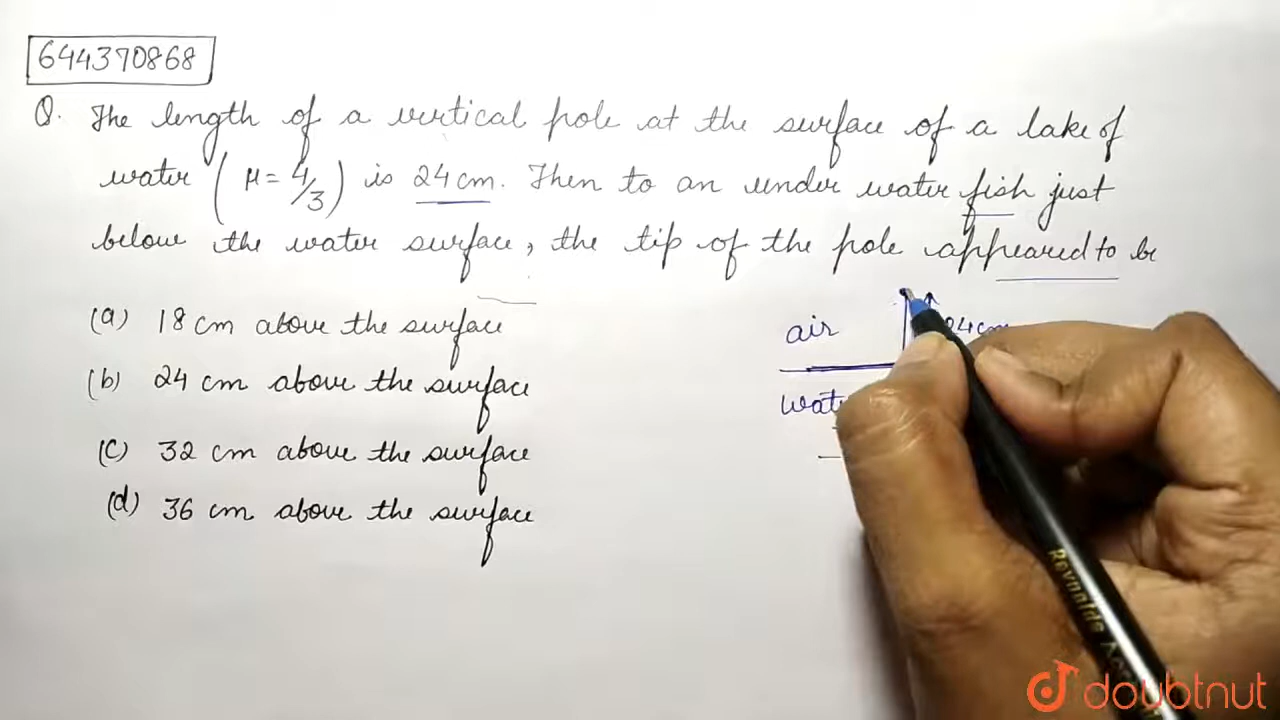 644370868
Q. The length of a vertical pole at the surface of a lake of
water (μ = 4/3) is 24 cm. Then to an under water fish just
below the water surface, the tip of the pole appeared to be
(a) 18 cm above the surface
(b) 24 cm above the surface
(c) 32 cm above the surface
(d) 36 cm above the surface
air
Reynolds
doubtnut